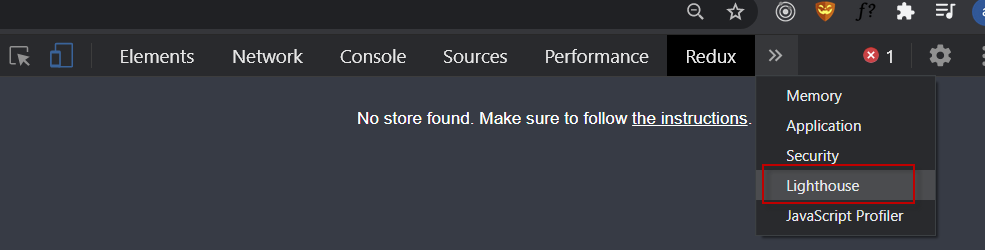 f?
Elements Network Console Sources Performance Redux » 1
No store found. Make sure to follow the instructions.
Memory
Application
Security
Lighthouse
JavaScript Profiler